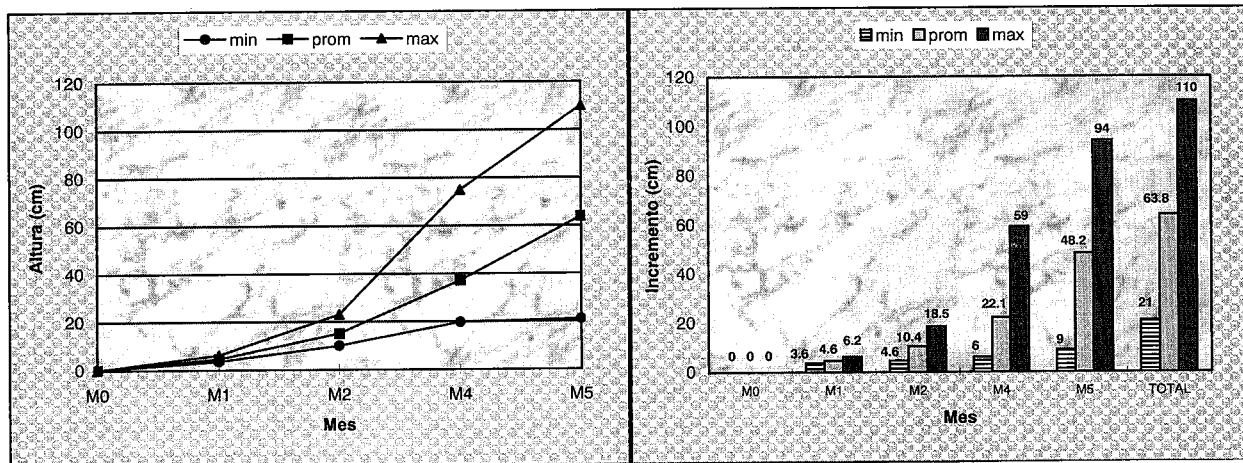 min prom max
120
100
80
60
40
20
0
M0 M1 M2 M4 M5
Altura (cm)
Mes
min prom max
120
100
80
60
40
20
0
0 0 0
3.6 4.6 6.2
4.6 10.4 18.5
6 22.1 59
9 48.2 94
21 63.8 110
M0 M1 M2 M4 M5 TOTAL
Incremento (cm)
Mes